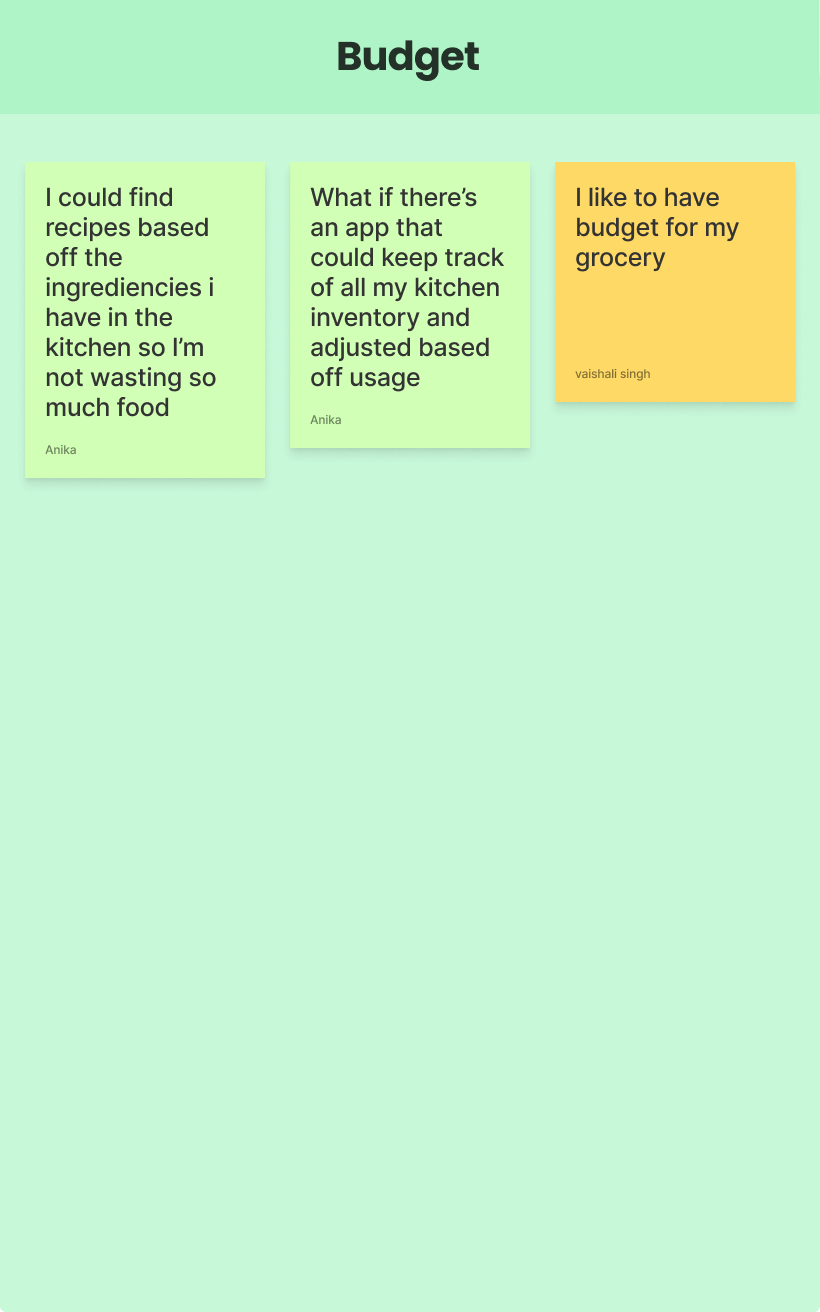 Budget
I could find
recipes based
off the
ingrediencies i
have in the
kitchen so I’m
not wasting so
much food
Anika
What if there’s
an app that
could keep track
of all my kitchen
inventory and
adjusted based
off usage
Anika
I like to have
budget for my
grocery
vaishali singh